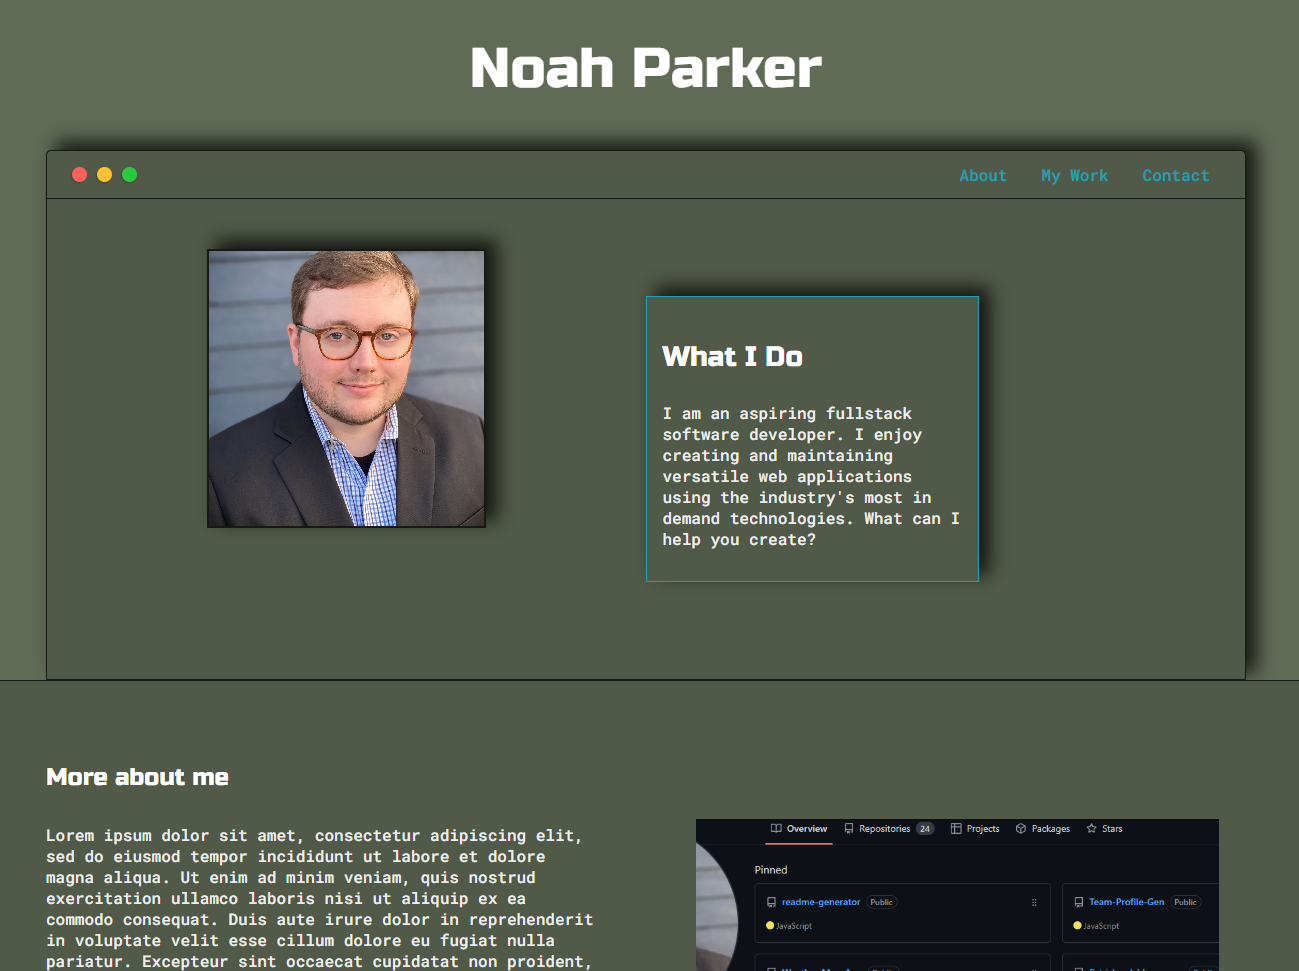 Noah Parker
About My Work Contact
What I Do
I am an aspiring fullstack
software developer. I enjoy
creating and maintaining
versatile web applications
using the industry's most in
demand technologies. What can I
help you create?
More about me
Lorem ipsum dolor sit amet, consectetur adipiscing elit,
sed do eiusmod tempor incididunt ut labore et dolore
magna aliqua. Ut enim ad minim veniam, quis nostrud
exercitation ullamco laboris nisi ut aliquip ex ea
commodo consequat. Duis aute irure dolor in reprehenderit
in voluptate velit esse cillum dolore eu fugiat nulla
pariatur. Excepteur sint occaecat cupidatat non proident,
Overview Repositories 24 Projects Packages Stars
Pinned
readme-generator Public
JavaScript
Team-Profile-Gen Public
JavaScript